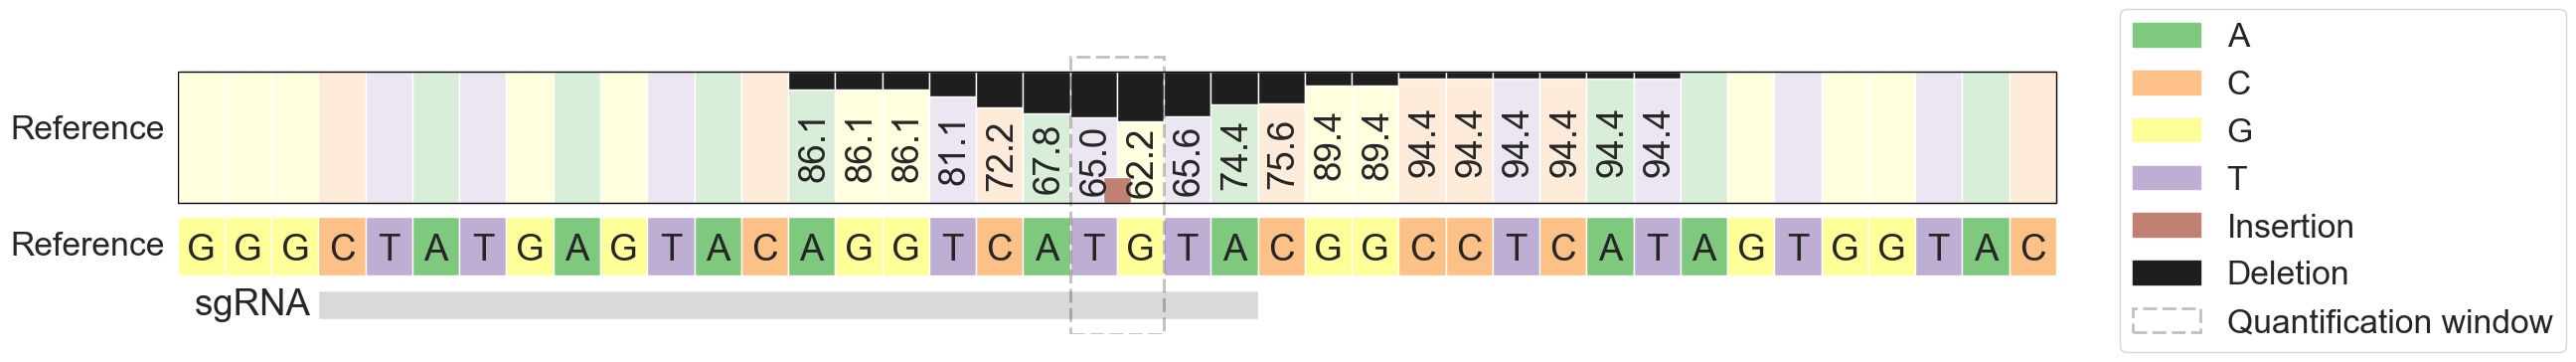 Reference
86.1 86.1 86.1 81.1 72.2 67.8 65.0 62.2 65.6 74.4 75.6 89.4 89.4 94.4 94.4 94.4 94.4 94.4 94.4
Reference G G G C T A T G A G T A C A G G T C A T G T A C G G C C T C A T A G T G G T A C
sgRNA
A
C
G
T
Insertion
Deletion
Quantification window